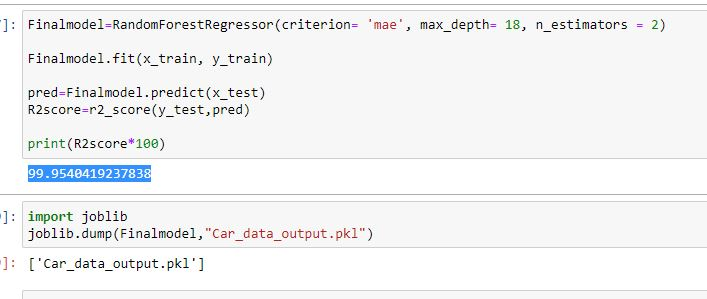 ]: Finalmodel=RandomForestRegressor(criterion= 'mae', max_depth= 18, n_estimators = 2)
Finalmodel.fit(x_train, y_train)
pred=Finalmodel.predict(x_test)
R2score=r2_score(y_test,pred)
print(R2score*100)
99.9540419237838
]: import joblib
joblib.dump(Finalmodel,"Car_data_output.pkl")
]: ['Car_data_output.pkl']